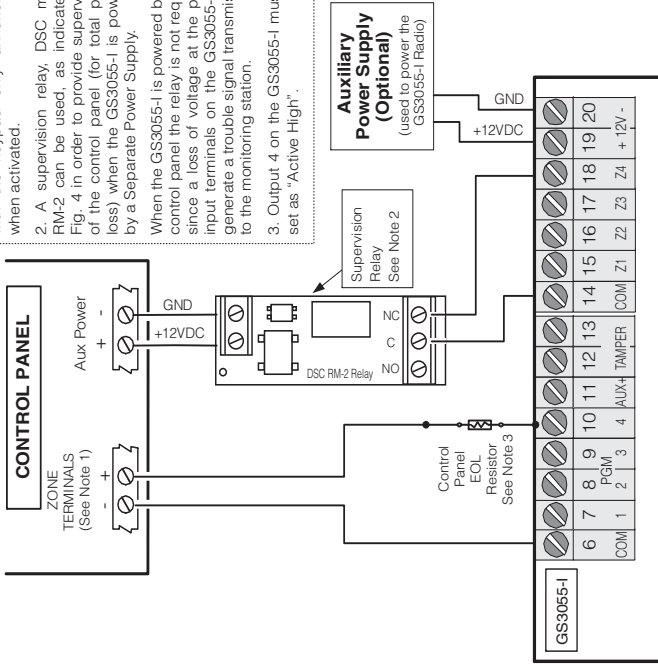 when activated.
2. A supervision relay, DSC m
RM-2 can be used, as indicate
Fig. 4 in order to provide superv
of the control panel (for total p
loss) when the GS3055-I is pow
by a Separate Power Supply.
When the GS3055-I is powered b
control panel the relay is not req
since a loss of voltage at the p
input terminals on the GS3055-
generate a trouble signal transmis
to the monitoring station.
3. Output 4 on the GS3055-I mus
set as “Active High”.
CONTROL PANEL
ZONE
TERMINALS
(See Note 1)
- +
Aux Power
+ -
+12VDC
GND
Supervision
Relay
See Note 2
DSC RM-2 Relay
NO C NC
Auxiliary
Power Supply
(Optional)
(used to power the
GS3055-I Radio)
+12VDC
GND
Control
Panel
EOL
Resistor
See Note 3
GS3055-I
6 7 8 9 10 11 12 13 14 15 16 17 18 19 20
PGM
COM 1 2 3 4 AUX+ TAMPER COM Z1 Z2 Z3 Z4 + 12V -